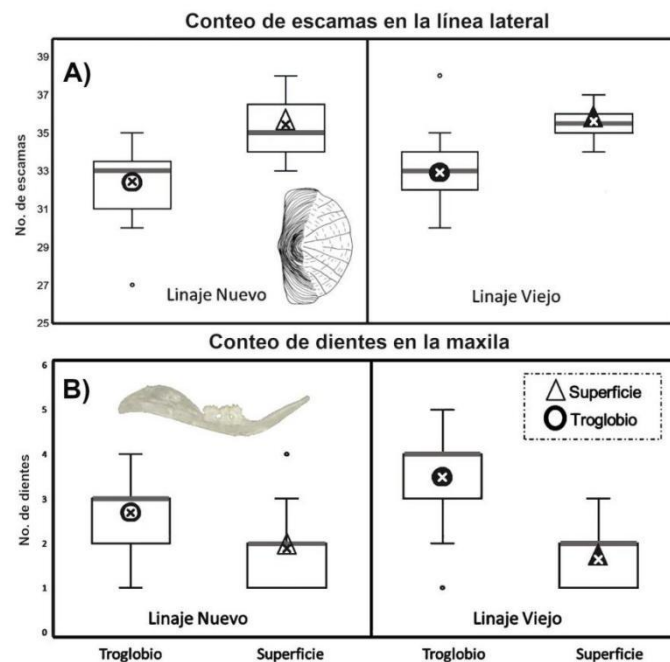 Conteo de escamas en la línea lateral
A)
No. de escamas
39
37
35
33
31
29
27
25
Linaje Nuevo
Linaje Viejo
Conteo de dientes en la maxila
B)
No. de dientes
6
5
4
3
2
1
0
Superficie
Troglobio
Linaje Nuevo
Linaje Viejo
Troglobio Superficie Troglobio Superficie